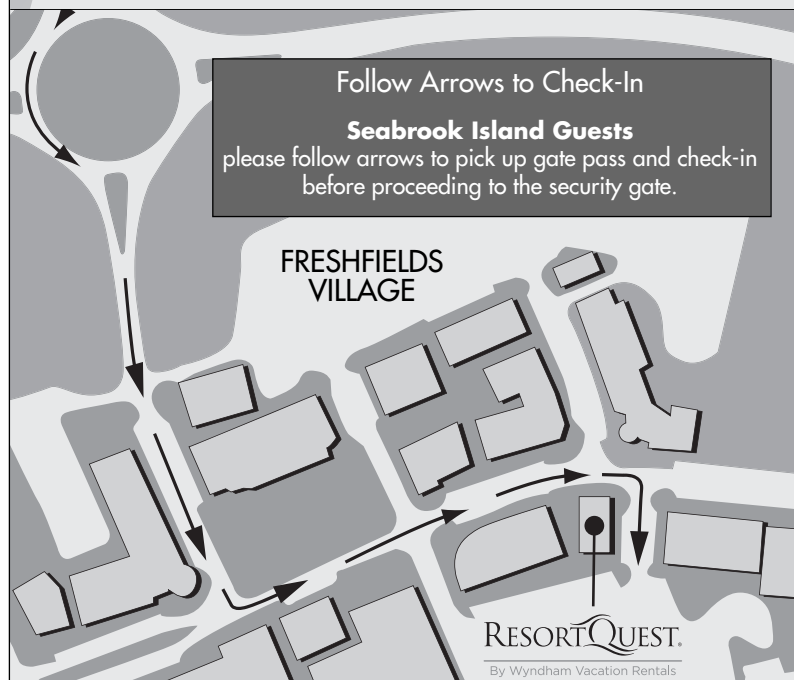 Follow Arrows to Check-In
Seabrook Island Guests
please follow arrows to pick up gate pass and check-in
before proceeding to the security gate.
FRESHFIELDS
VILLAGE
RESORTQUEST®
By Wyndham Vacation Rentals